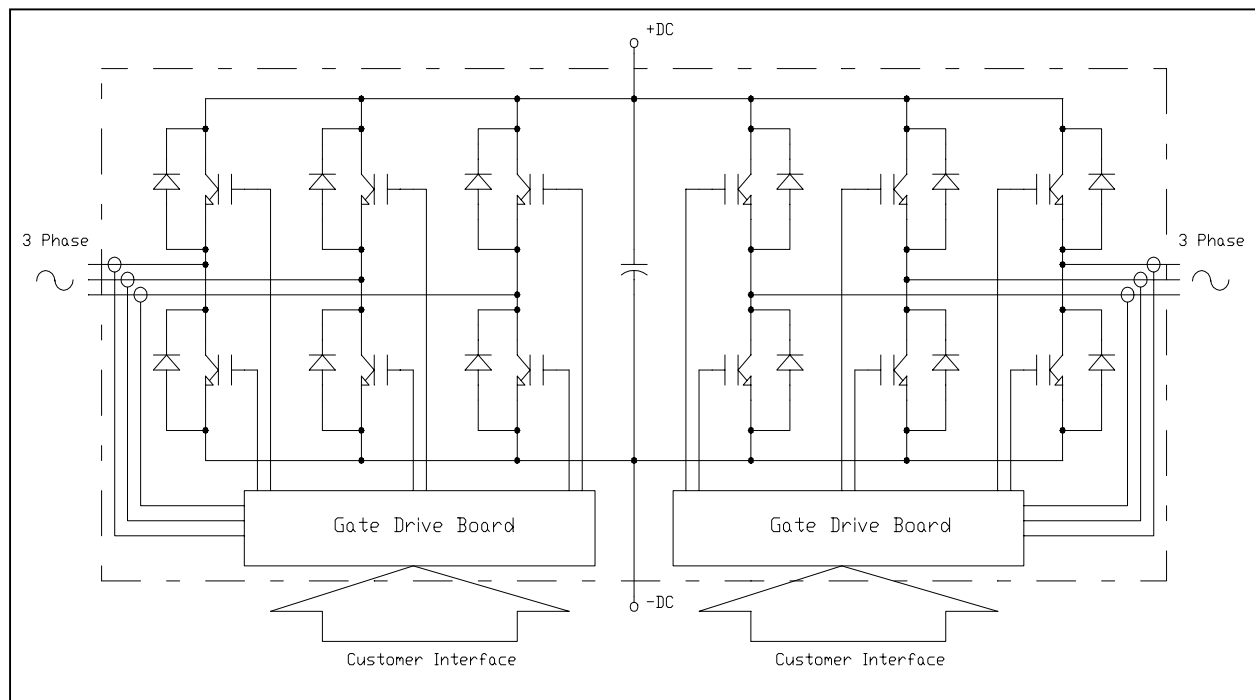 +DC
3 Phase
3 Phase
Gate Drive Board
Gate Drive Board
-DC
Customer Interface
Customer Interface